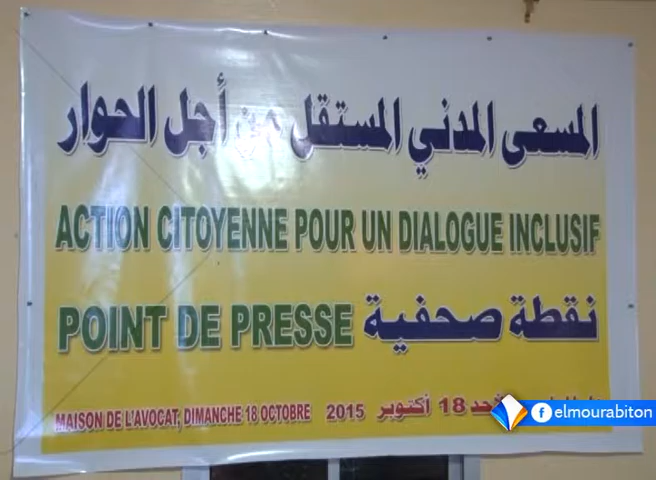 المسعى المدني المستقل من أجل الحوار
ACTION CITOYENNE POUR UN DIALOGUE INCLUSIF
POINT DE PRESSE نقطة صحفية
MAISON DE L'AVOCAT, DIMANCHE 18 OCTOBRE 2015 18 أكتوبر
elmourabiton